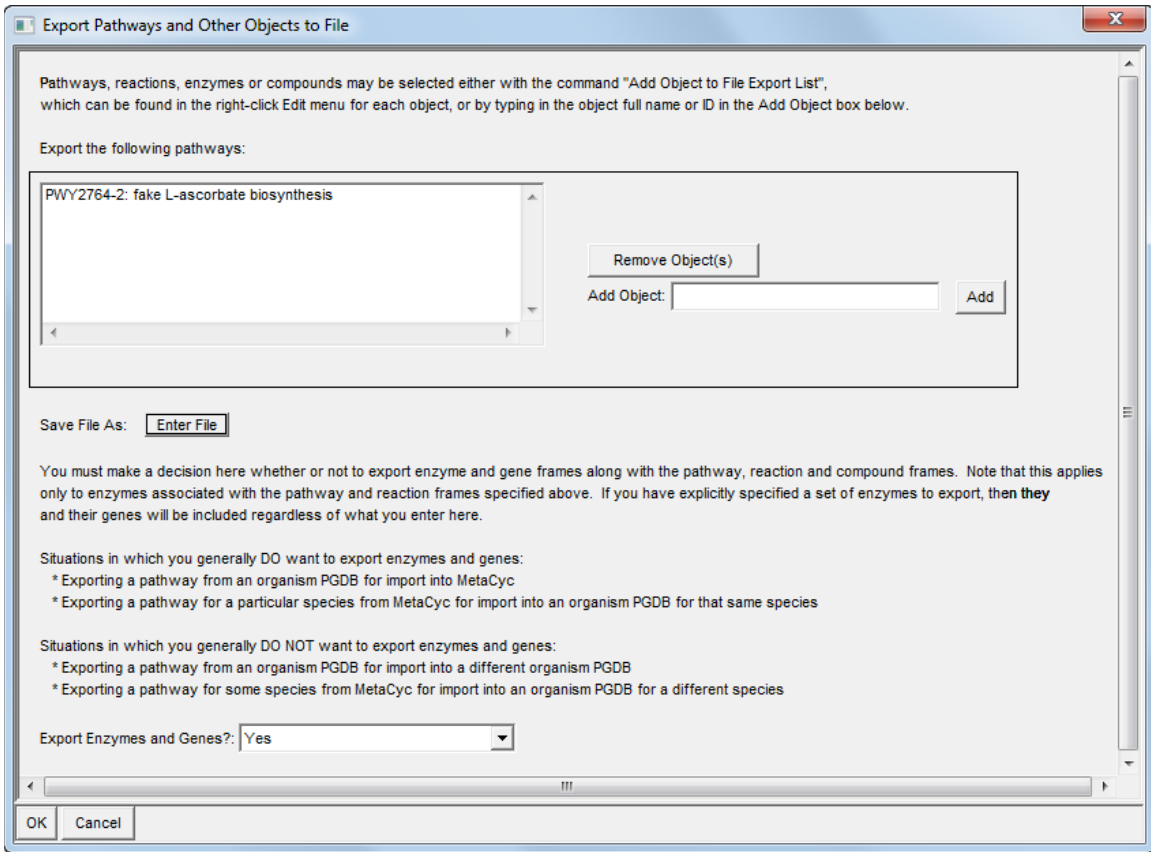 Export Pathways and Other Objects to File
Pathways, reactions, enzymes or compounds may be selected either with the command "Add Object to File Export List",
which can be found in the right-click Edit menu for each object, or by typing in the object full name or ID in the Add Object box below.
Export the following pathways:
PWY2764-2: fake L-ascorbate biosynthesis
Remove Object(s)
Add Object:
Add
Save File As: Enter File
You must make a decision here whether or not to export enzyme and gene frames along with the pathway, reaction and compound frames. Note that this applies
only to enzymes associated with the pathway and reaction frames specified above. If you have explicitly specified a set of enzymes to export, then they
and their genes will be included regardless of what you enter here.
Situations in which you generally DO want to export enzymes and genes:
* Exporting a pathway from an organism PGDB for import into MetaCyc
* Exporting a pathway for a particular species from MetaCyc for import into an organism PGDB for that same species
Situations in which you generally DO NOT want to export enzymes and genes:
* Exporting a pathway from an organism PGDB for import into a different organism PGDB
* Exporting a pathway for some species from MetaCyc for import into an organism PGDB for a different species
Export Enzymes and Genes?: Yes
OK Cancel